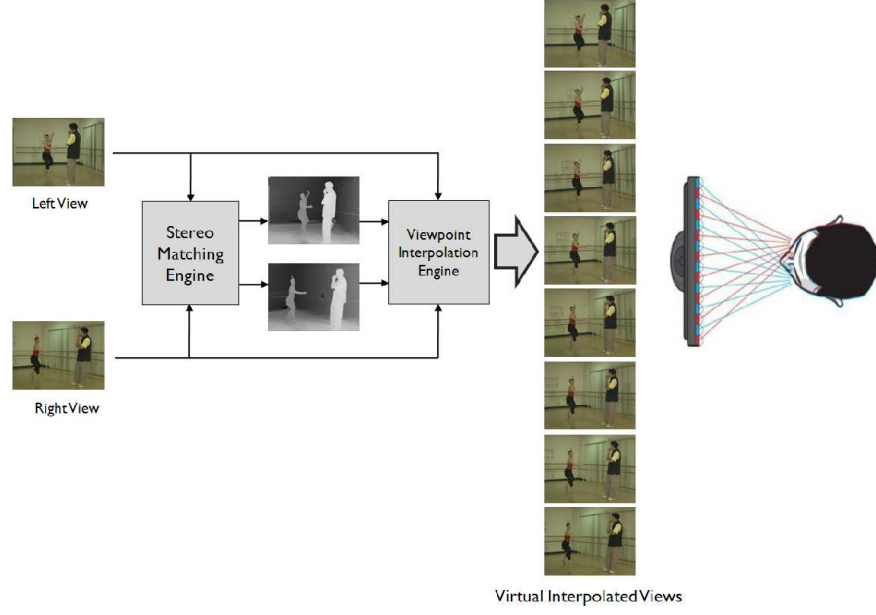 Left View
Stereo
Matching
Engine
Viewpoint
Interpolation
Engine
Right View
Virtual Interpolated Views